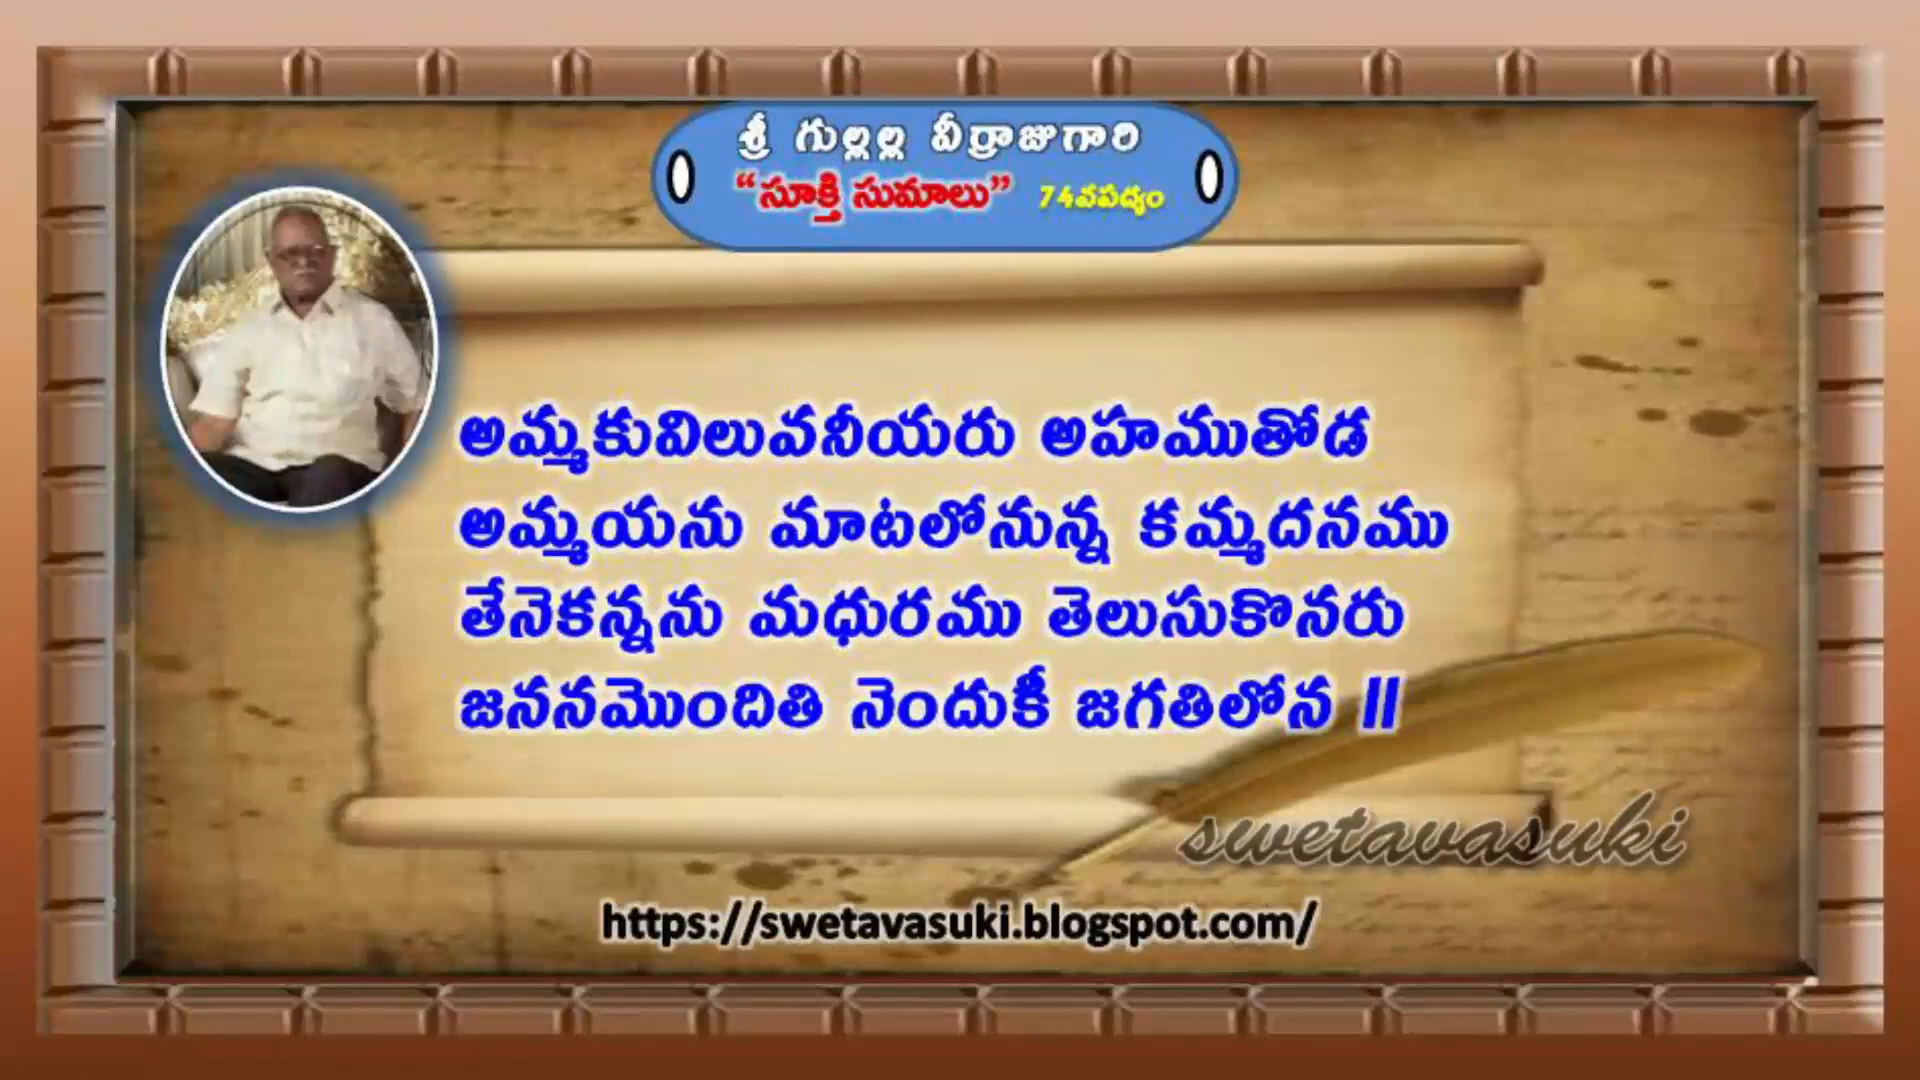 శ్రీ గుల్లల్ల వీర్రాజుగారి
“సూక్తి సుమాలు” 74వపద్యం
అమ్మకువిలువనీయరు అహముతోడ
అమ్మయను మాటలోనున్న కమ్మదనము
తేనెకన్నను మధురము తెలుసుకొనరు
జననమొందితి నెందుకీ జగతిలోన ||
swetavasuki
https://swetavasuki.blogspot.com/